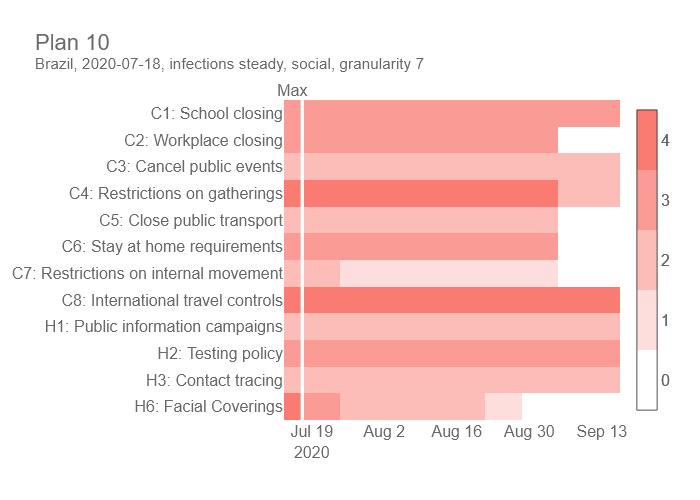 Plan 10
Brazil, 2020-07-18, infections steady, social, granularity 7
Max
C1: School closing
C2: Workplace closing
C3: Cancel public events
C4: Restrictions on gatherings
C5: Close public transport
C6: Stay at home requirements
C7: Restrictions on internal movement
C8: International travel controls
H1: Public information campaigns
H2: Testing policy
H3: Contact tracing
H6: Facial Coverings
Jul 19 Aug 2 Aug 16 Aug 30 Sep 13
2020
4
3
2
1
0